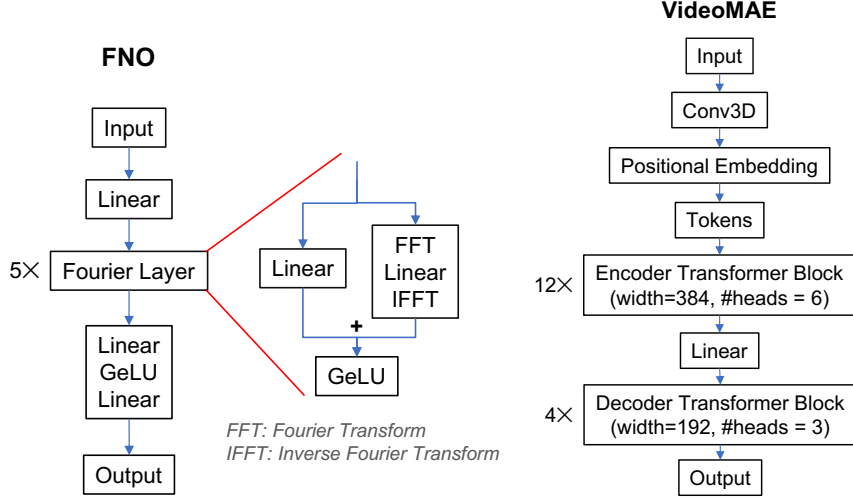 FNO
Input
Linear
5×
Fourier Layer
Linear
GeLU
Linear
Output
Linear
FFT
Linear
IFFT
+
GeLU
FFT: Fourier Transform
IFFT: Inverse Fourier Transform
VideoMAE
Input
Conv3D
Positional Embedding
Tokens
12×
Encoder Transformer Block
(width=384, #heads = 6)
Linear
4×
Decoder Transformer Block
(width=192, #heads = 3)
Output